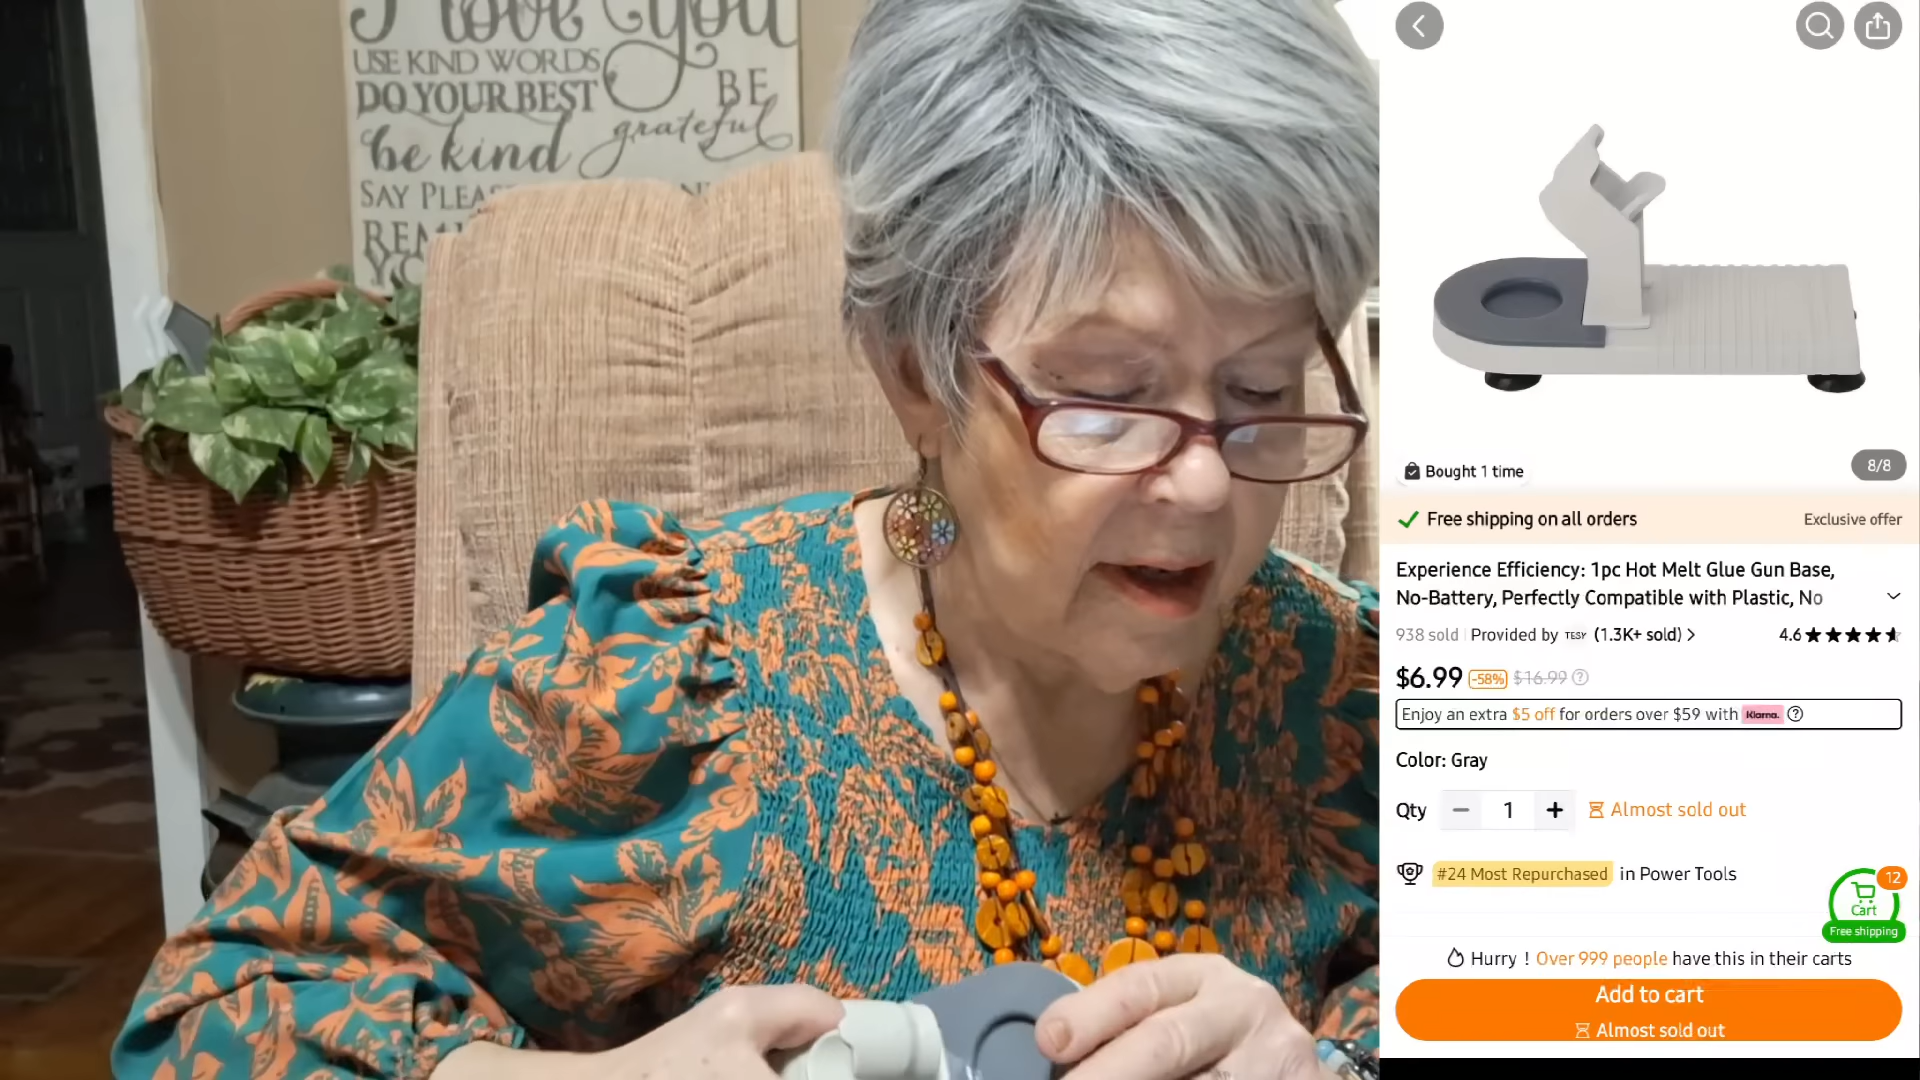 I love you
USE KIND WORDS
DO YOUR BEST
BE
grateful
be kind
SAY PLEASE
8/8
Bought 1 time
Free shipping on all orders
Exclusive offer
Experience Efficiency: 1pc Hot Melt Glue Gun Base,
No-Battery, Perfectly Compatible with Plastic, No
938 sold | Provided by TESY (1.3K+ sold) >
4.6
$6.99 -58% $16.99 ?
Enjoy an extra $5 off for orders over $59 with Klarna. ?
Color: Gray
Qty − 1 + Almost sold out
#24 Most Repurchased in Power Tools
12
Cart
Free shipping
Hurry ! Over 999 people have this in their carts
Add to cart
Almost sold out